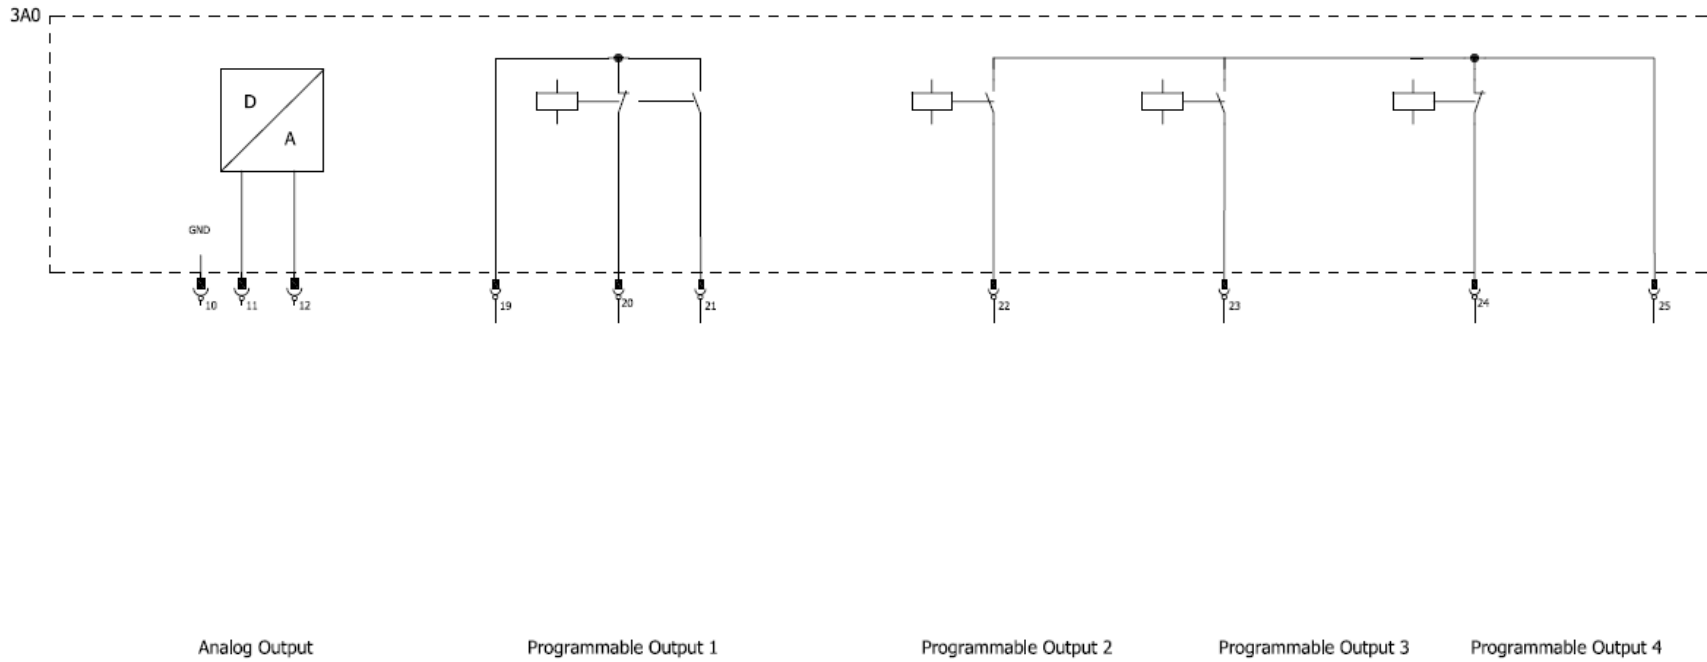 3A0
D
A
GND
10 11 12 19 20 21 22 23 24 25
Analog Output Programmable Output 1 Programmable Output 2 Programmable Output 3 Programmable Output 4